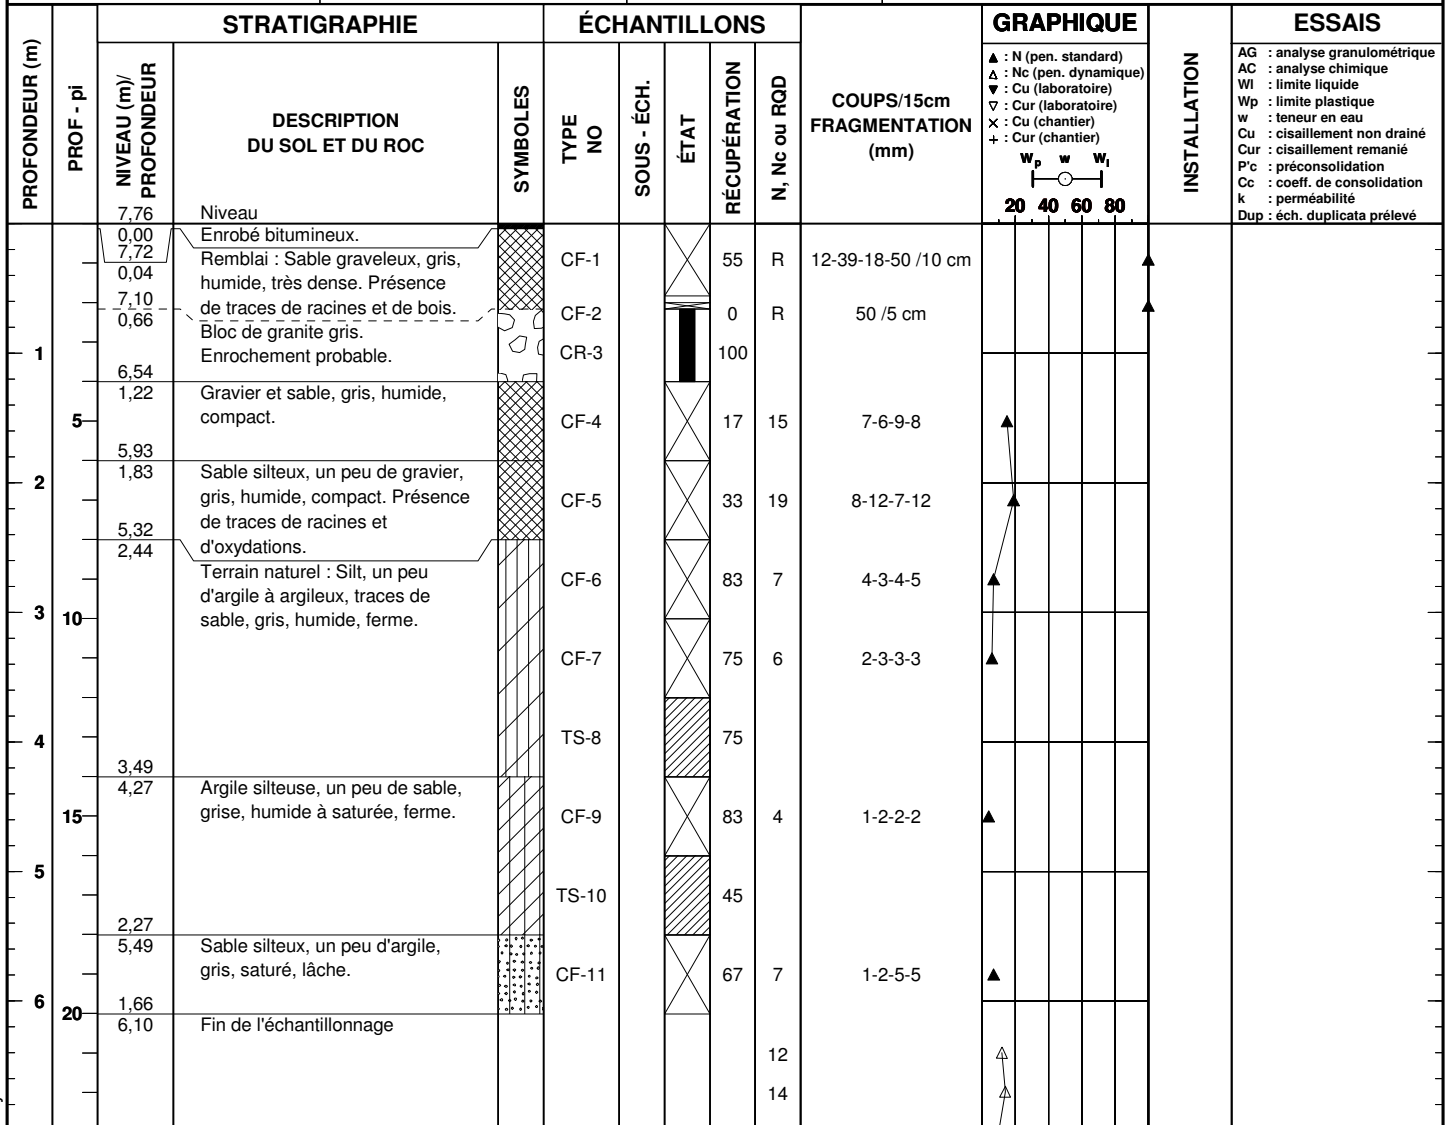 STRATIGRAPHIE ÉCHANTILLONS GRAPHIQUE ESSAIS
PROFONDEUR (m)
PROF - pi
NIVEAU (m)/
PROFONDEUR
DESCRIPTION
DU SOL ET DU ROC
SYMBOLES
TYPE
NO
SOUS - ÉCH.
ÉTAT
RÉCUPÉRATION
N, Nc ou RQD
COUPS/15cm
FRAGMENTATION
(mm)
▲ : N (pen. standard)
△ : Nc (pen. dynamique)
▼ : Cu (laboratoire)
▽ : Cur (laboratoire)
× : Cu (chantier)
+ : Cur (chantier)
Wp w Wl
20 40 60 80
INSTALLATION
AG : analyse granulométrique
AC : analyse chimique
Wl : limite liquide
Wp : limite plastique
w : teneur en eau
Cu : cisaillement non drainé
Cur : cisaillement remanié
P'c : préconsolidation
Cc : coeff. de consolidation
k : perméabilité
Dup : éch. duplicata prélevé
7,76 Niveau
0,00 Enrobé bitumineux.
7,72 Remblai : Sable graveleux, gris, CF-1 55 R 12-39-18-50 /10 cm
0,04 humide, très dense. Présence
7,10 de traces de racines et de bois. CF-2 0 R 50 /5 cm
0,66 Bloc de granite gris.
1 Enrochement probable. CR-3 100
6,54
1,22 Gravier et sable, gris, humide,
5 compact. CF-4 17 15 7-6-9-8
5,93
1,83 Sable silteux, un peu de gravier,
2 gris, humide, compact. Présence CF-5 33 19 8-12-7-12
de traces de racines et
5,32
2,44 d'oxydations.
Terrain naturel : Silt, un peu CF-6 83 7 4-3-4-5
d'argile à argileux, traces de
3 10 sable, gris, humide, ferme.
CF-7 75 6 2-3-3-3
4 TS-8 75
3,49
4,27 Argile silteuse, un peu de sable,
15 grise, humide à saturée, ferme. CF-9 83 4 1-2-2-2
5
TS-10 45
2,27
5,49 Sable silteux, un peu d'argile,
gris, saturé, lâche. CF-11 67 7 1-2-5-5
6 1,66
20
6,10 Fin de l'échantillonnage
12
14